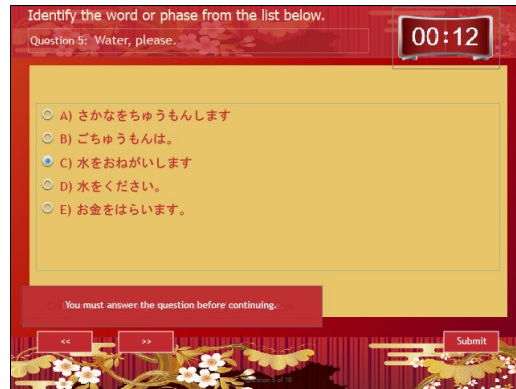 Identify the word or phase from the list below.
00:12
Question 5: Water, please.
A) さかなをちゅうもんします
B) ごちゅうもんは。
C) 水をおねがいします
D) 水をください。
E) お金をはらいます。
You must answer the question before continuing.
<< >> Submit
of 10